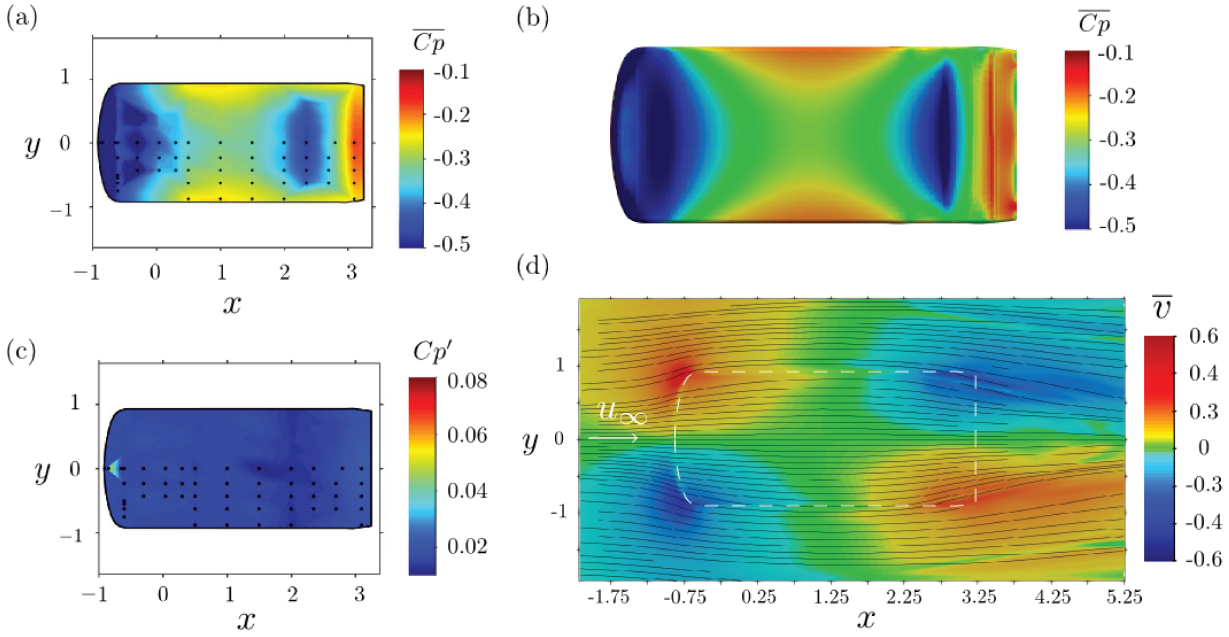 (a)
$\overline{Cp}$
-0.1
-0.2
-0.3
-0.4
-0.5
1
0
-1
y
-1 0 1 2 3
x
(b)
$\overline{Cp}$
-0.1
-0.2
-0.3
-0.4
-0.5
(c)
Cp′
0.08
0.06
0.04
0.02
1
0
-1
y
-1 0 1 2 3
x
(d)
$\overline{v}$
0.6
0.4
0.3
0
-0.3
-0.4
-0.6
u∞
1
0
-1
y
-1.75 -0.75 0.25 1.25 2.25 3.25 4.25 5.25
x